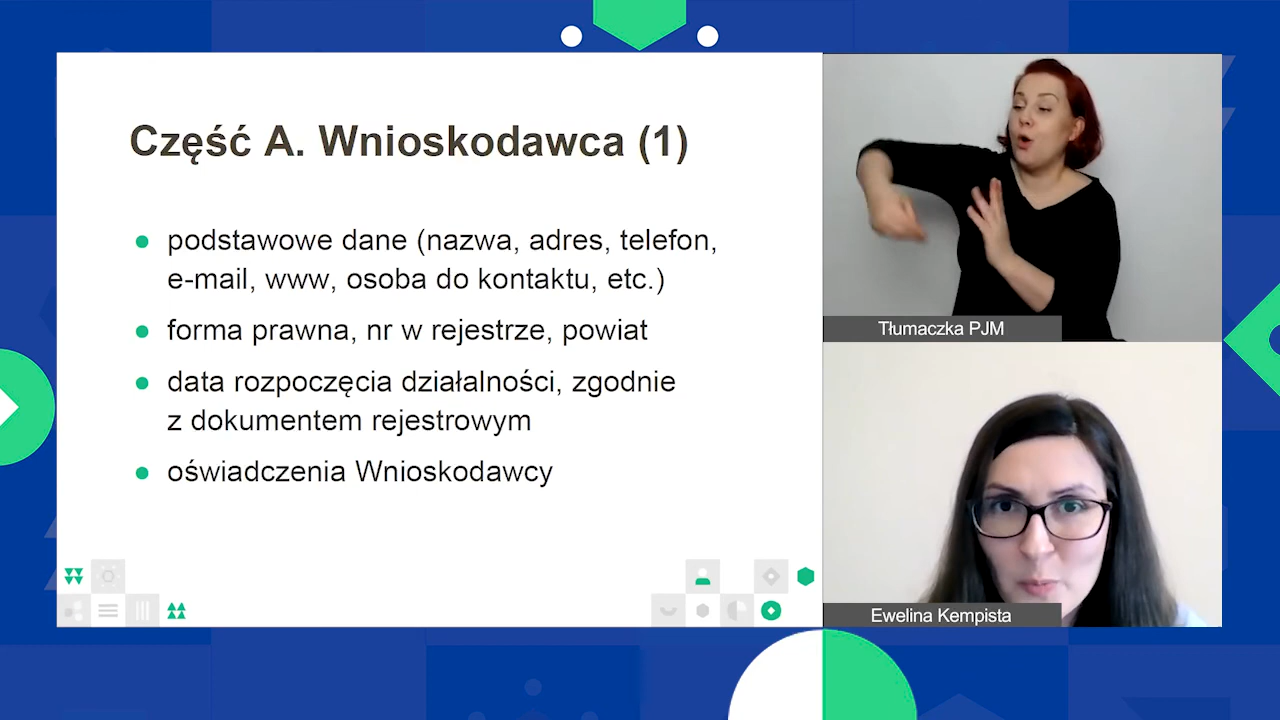 Część A. Wnioskodawca (1)
podstawowe dane (nazwa, adres, telefon,
e-mail, www, osoba do kontaktu, etc.)
forma prawna, nr w rejestrze, powiat
data rozpoczęcia działalności, zgodnie
z dokumentem rejestrowym
oświadczenia Wnioskodawcy
Tłumaczka PJM
Ewelina Kempista